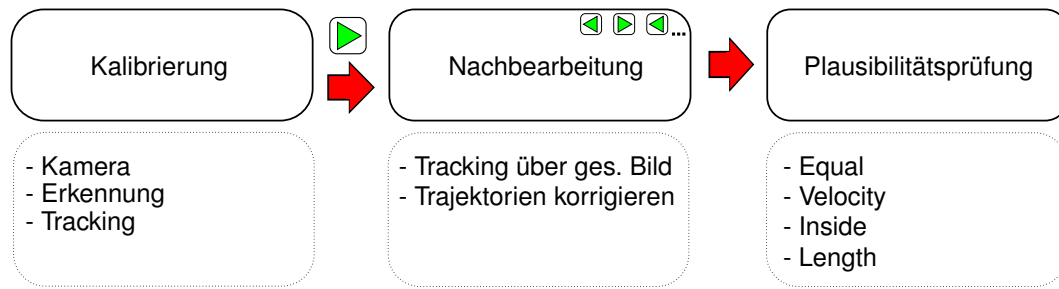 Kalibrierung
- Kamera
- Erkennung
- Tracking
...
Nachbearbeitung
- Tracking über ges. Bild
- Trajektorien korrigieren
Plausibilitätsprüfung
- Equal
- Velocity
- Inside
- Length